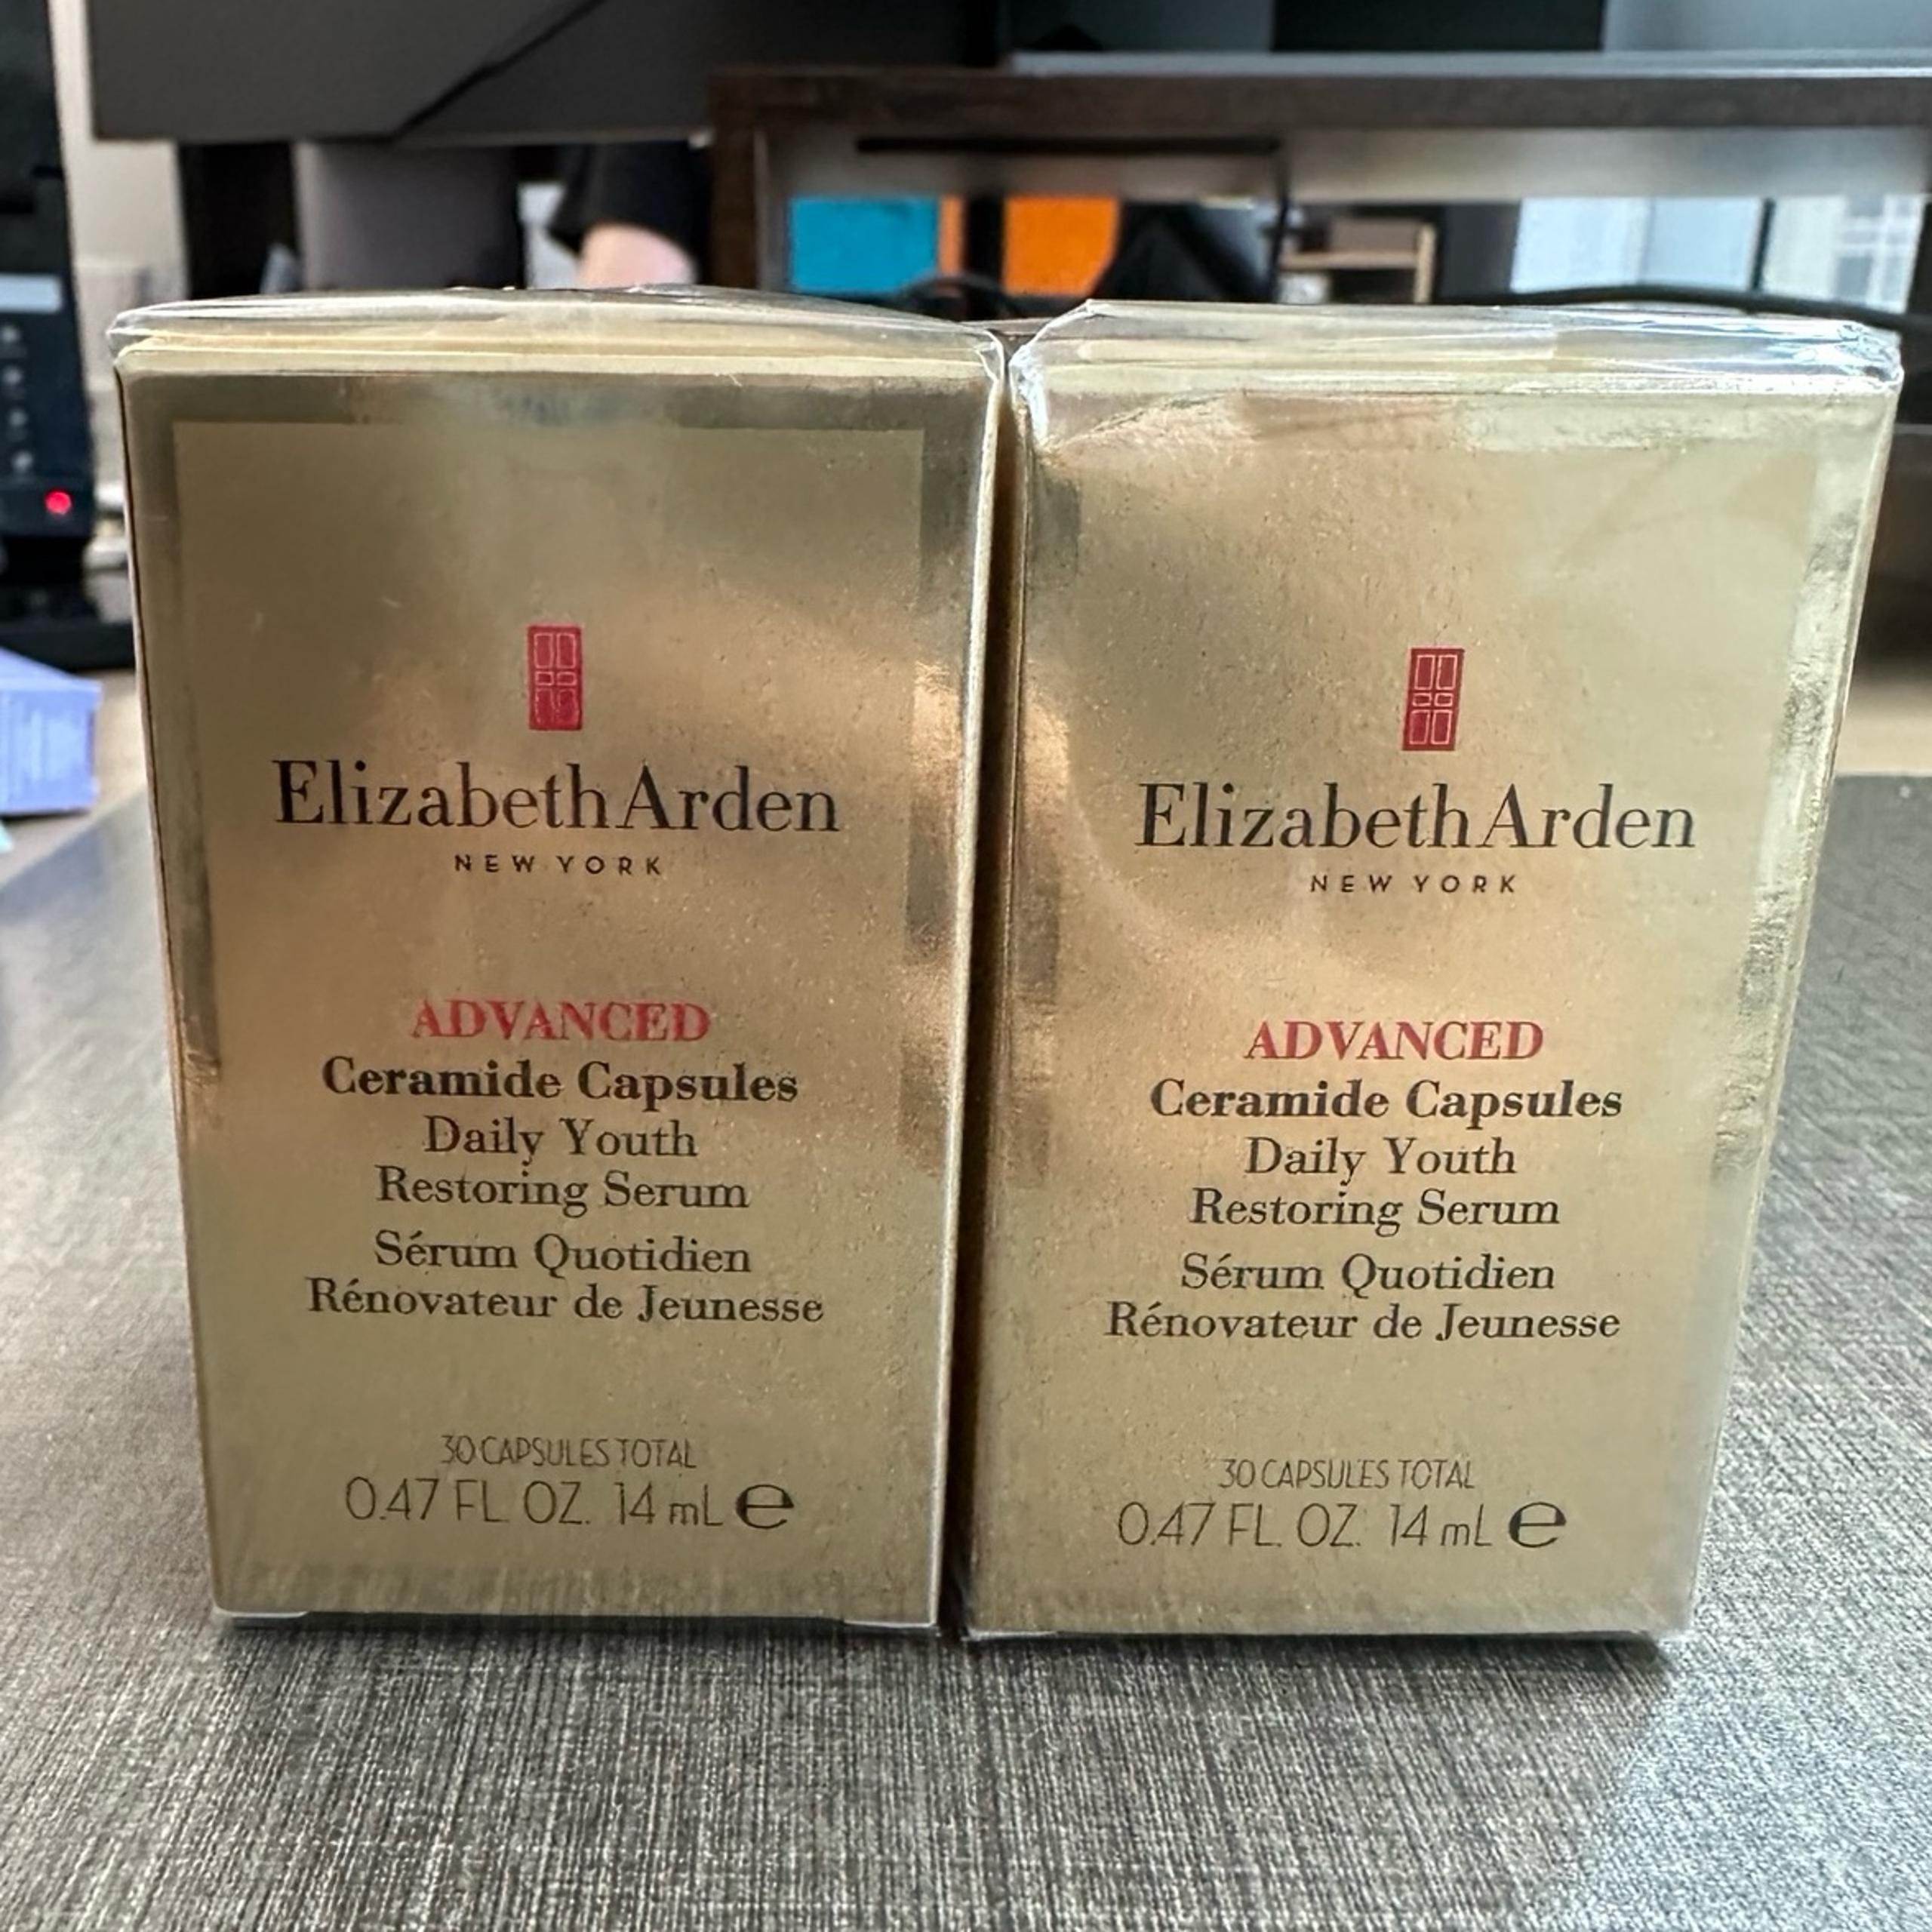 Elizabeth Arden
NEW YORK
ADVANCED
Ceramide Capsules
Daily Youth
Restoring Serum
Sérum Quotidien
Rénovateur de Jeunesse
30 CAPSULES TOTAL
0.47 FL. OZ. 14 mL e
Elizabeth Arden
NEW YORK
ADVANCED
Ceramide Capsules
Daily Youth
Restoring Serum
Sérum Quotidien
Rénovateur de Jeunesse
30 CAPSULES TOTAL
0.47 FL. OZ. 14 mL e